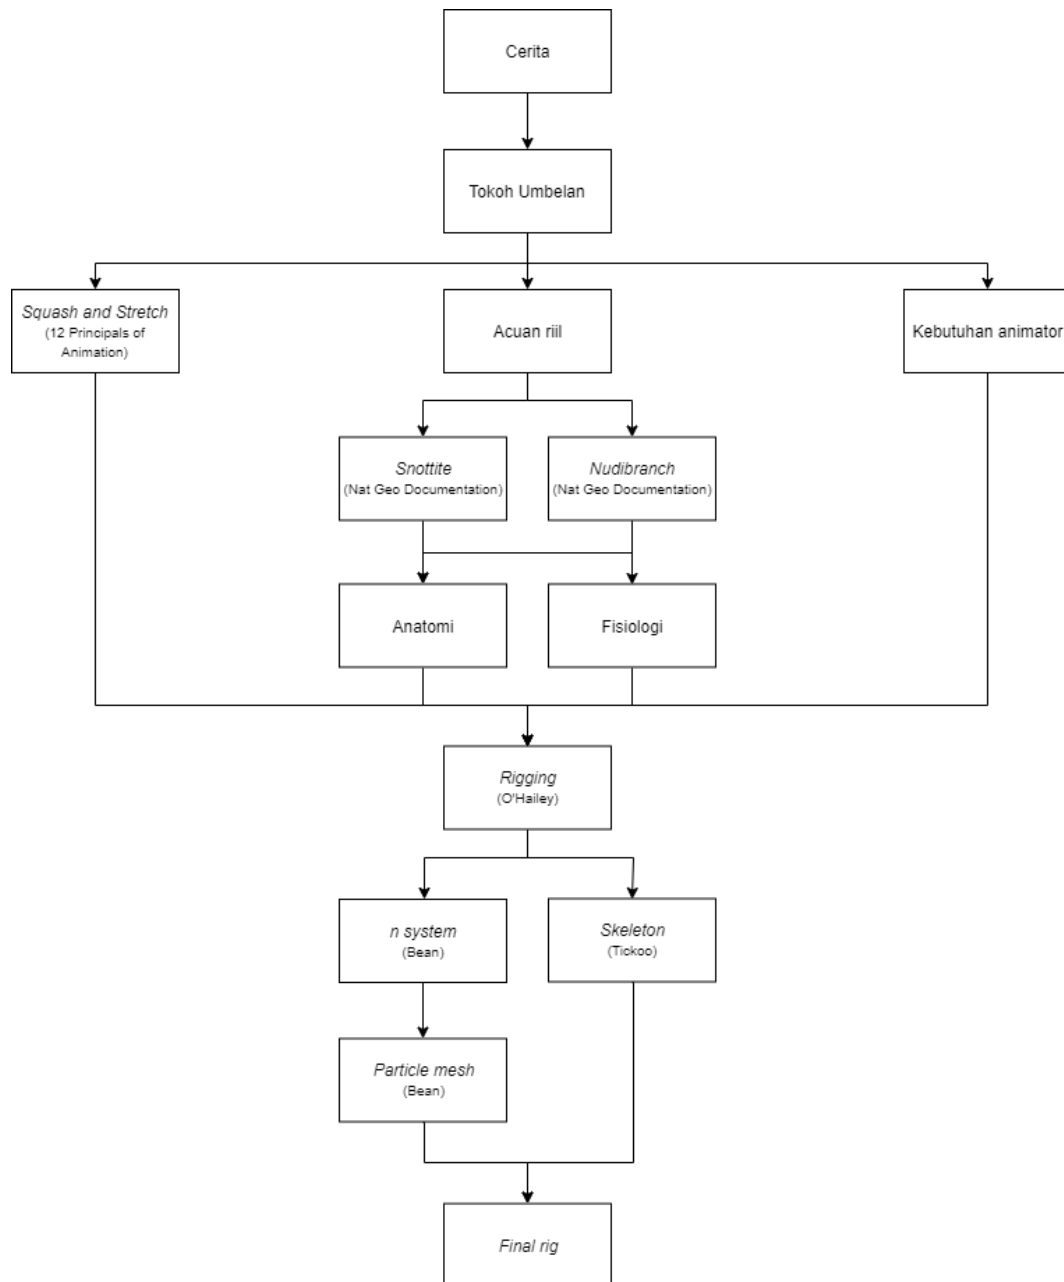 Cerita
Tokoh Umbelan
Squash and Stretch
(12 Principals of
Animation)
Acuan riil
Kebutuhan animator
Snottite
(Nat Geo Documentation)
Nudibranch
(Nat Geo Documentation)
Anatomi
Fisiologi
Rigging
(O'Hailey)
n system
(Bean)
Skeleton
(Tickoo)
Particle mesh
(Bean)
Final rig